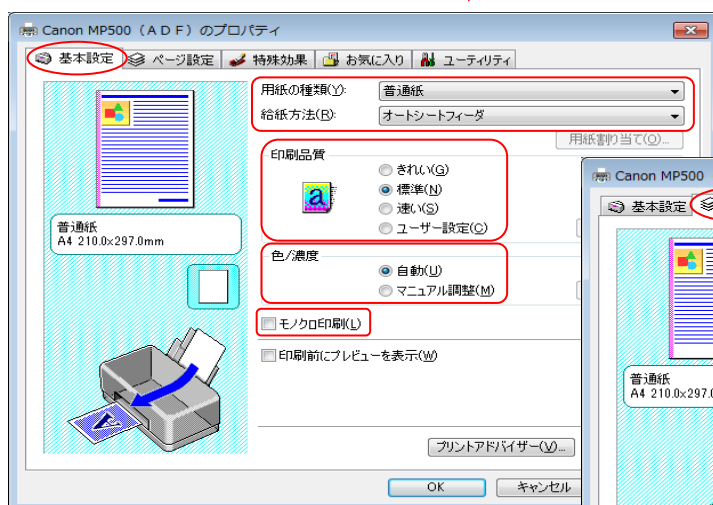 Canon MP500（ＡＤＦ）のプロパティ
基本設定 ページ設定 特殊効果 お気に入り ユーティリティ
用紙の種類(Y): 普通紙
給紙方法(R): オートシートフィーダ
用紙割り当て(O)...
印刷品質
きれい(G)
a 標準(N)
速い(S)
ユーザー設定(C)
普通紙
A4 210.0x297.0mm
色/濃度
自動(U)
マニュアル調整(M)
モノクロ印刷(L)
印刷前にプレビューを表示(W)
A
プリントアドバイザー(V)...
OK キャンセル
Canon MP500
基本設定
普通紙
A4 210.0x297.0